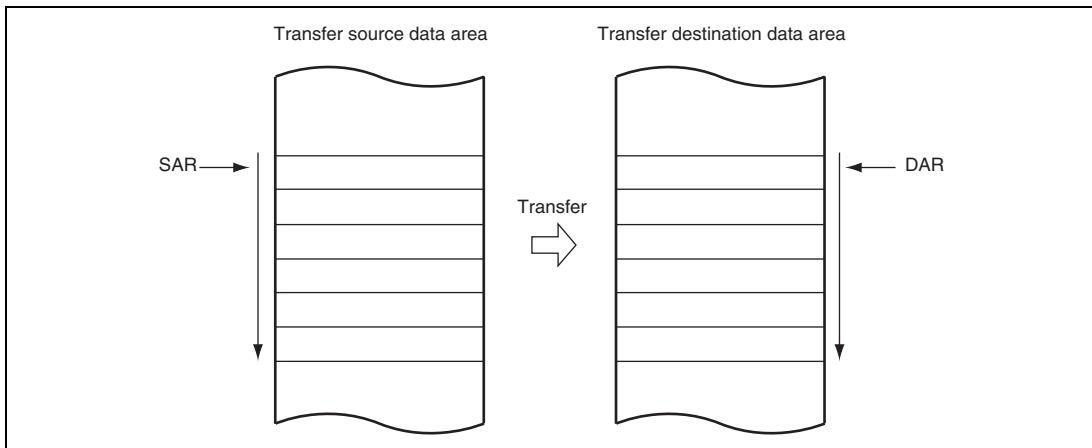 Transfer source data area
Transfer destination data area
SAR
DAR
Transfer